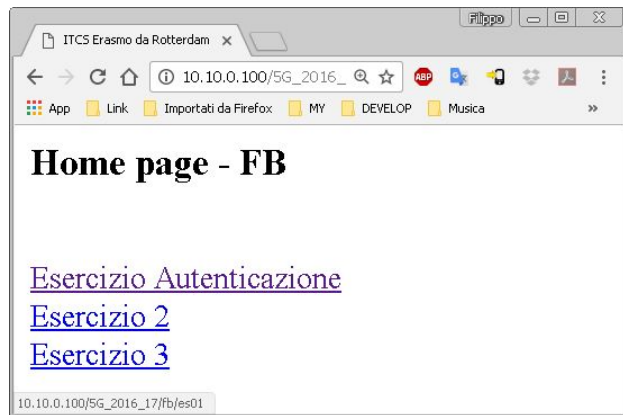 Filippo
ITCS Erasmo da Rotterdam
10.10.0.100/5G_2016_
ABP
App Link Importati da Firefox MY DEVELOP Musica »
Home page - FB
Esercizio Autenticazione
Esercizio 2
Esercizio 3
10.10.0.100/5G_2016_17/fb/es01